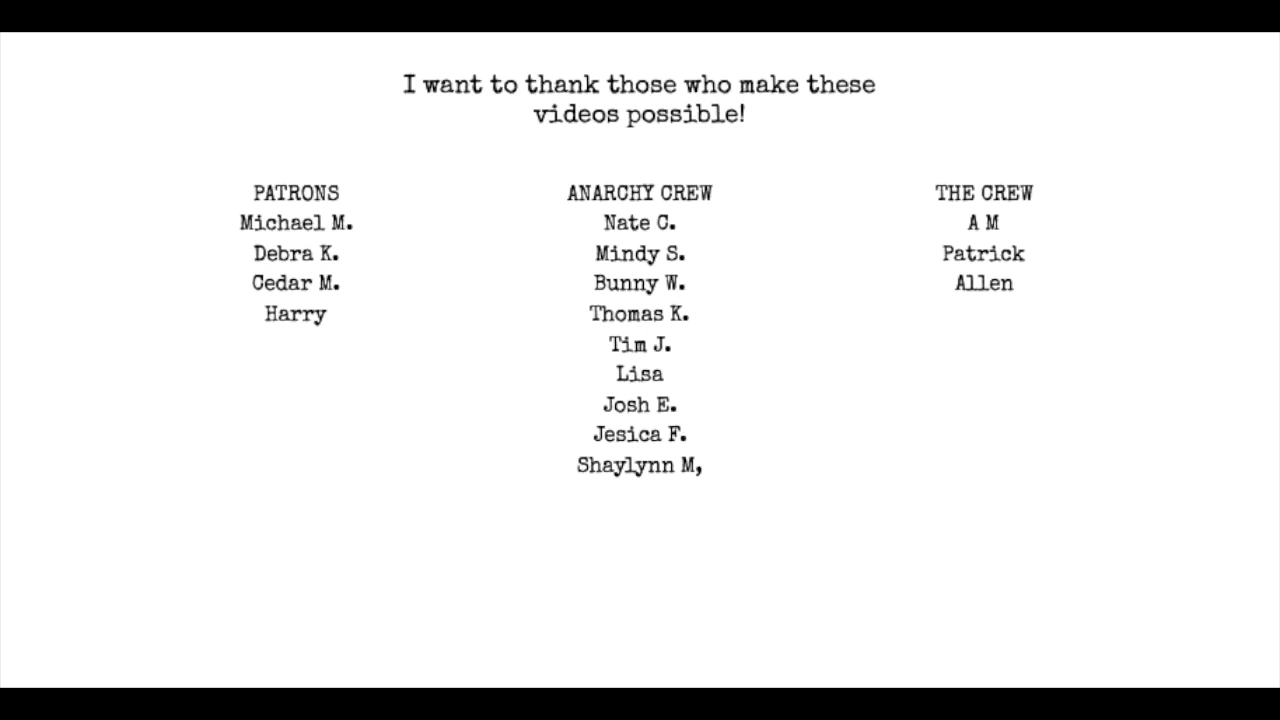 I want to thank those who make these
videos possible!
PATRONS
Michael M.
Debra K.
Cedar M.
Harry
ANARCHY CREW
Nate C.
Mindy S.
Bunny W.
Thomas K.
Tim J.
Lisa
Josh E.
Jesica F.
Shaylynn M,
THE CREW
A M
Patrick
Allen